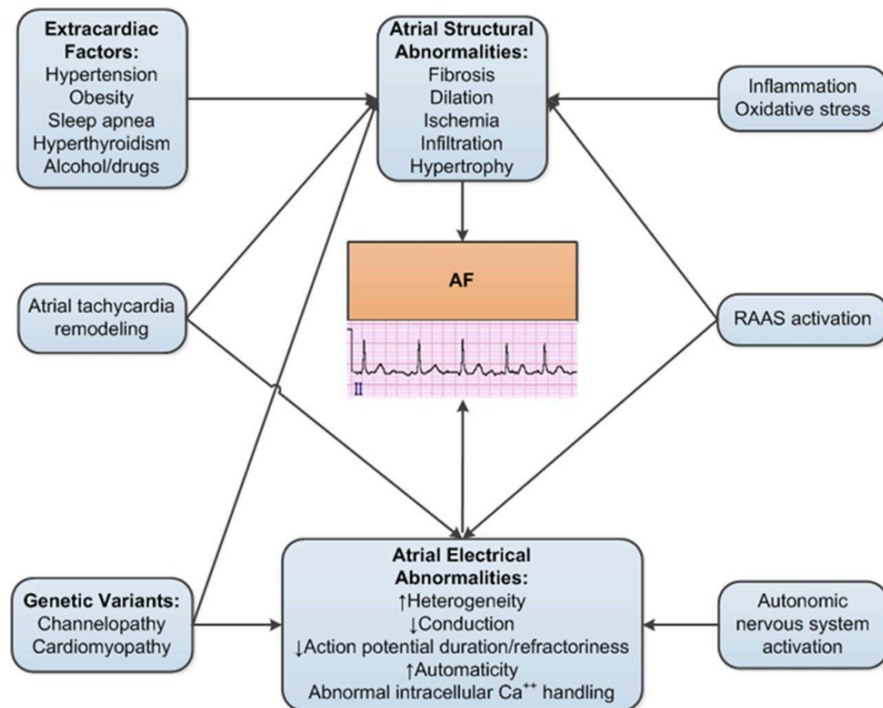 Extracardiac
Factors:
Hypertension
Obesity
Sleep apnea
Hyperthyroidism
Alcohol/drugs
Atrial Structural
Abnormalities:
Fibrosis
Dilation
Ischemia
Infiltration
Hypertrophy
Inflammation
Oxidative stress
Atrial tachycardia
remodeling
AF
II
RAAS activation
Genetic Variants:
Channelopathy
Cardiomyopathy
Atrial Electrical
Abnormalities:
↑Heterogeneity
↓Conduction
↓Action potential duration/refractoriness
↑Automaticity
Abnormal intracellular Ca⁺⁺ handling
Autonomic
nervous system
activation